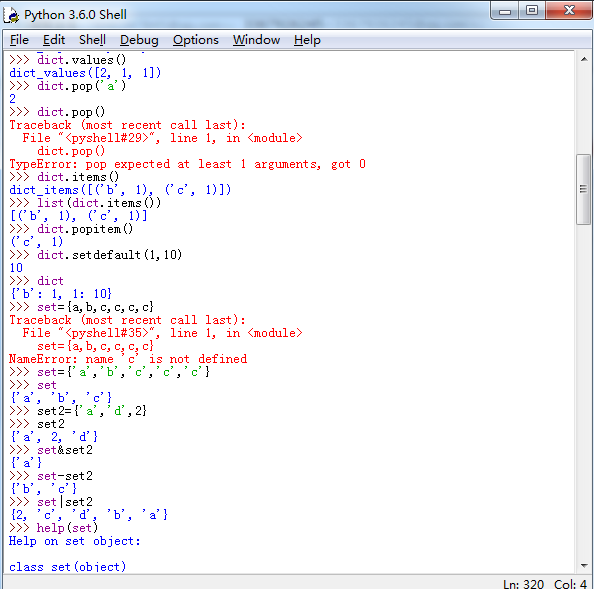 Python 3.6.0 Shell
File Edit Shell Debug Options Window Help
>>> dict.values()
dict_values([2, 1, 1])
>>> dict.pop('a')
2
>>> dict.pop()
Traceback (most recent call last):
  File "<pyshell#29>", line 1, in <module>
    dict.pop()
TypeError: pop expected at least 1 arguments, got 0
>>> dict.items()
dict_items([('b', 1), ('c', 1)])
>>> list(dict.items())
[('b', 1), ('c', 1)]
>>> dict.popitem()
('c', 1)
>>> dict.setdefault(1,10)
10
>>> dict
{'b': 1, 1: 10}
>>> set={a,b,c,c,c,c}
Traceback (most recent call last):
  File "<pyshell#35>", line 1, in <module>
    set={a,b,c,c,c,c}
NameError: name 'c' is not defined
>>> set={'a','b','c','c','c'}
>>> set
{'a', 'b', 'c'}
>>> set2={'a','d',2}
>>> set2
{'a', 2, 'd'}
>>> set&set2
{'a'}
>>> set-set2
{'b', 'c'}
>>> set|set2
{2, 'c', 'd', 'b', 'a'}
>>> help(set)
Help on set object:

class set(object)
Ln: 320 Col: 4